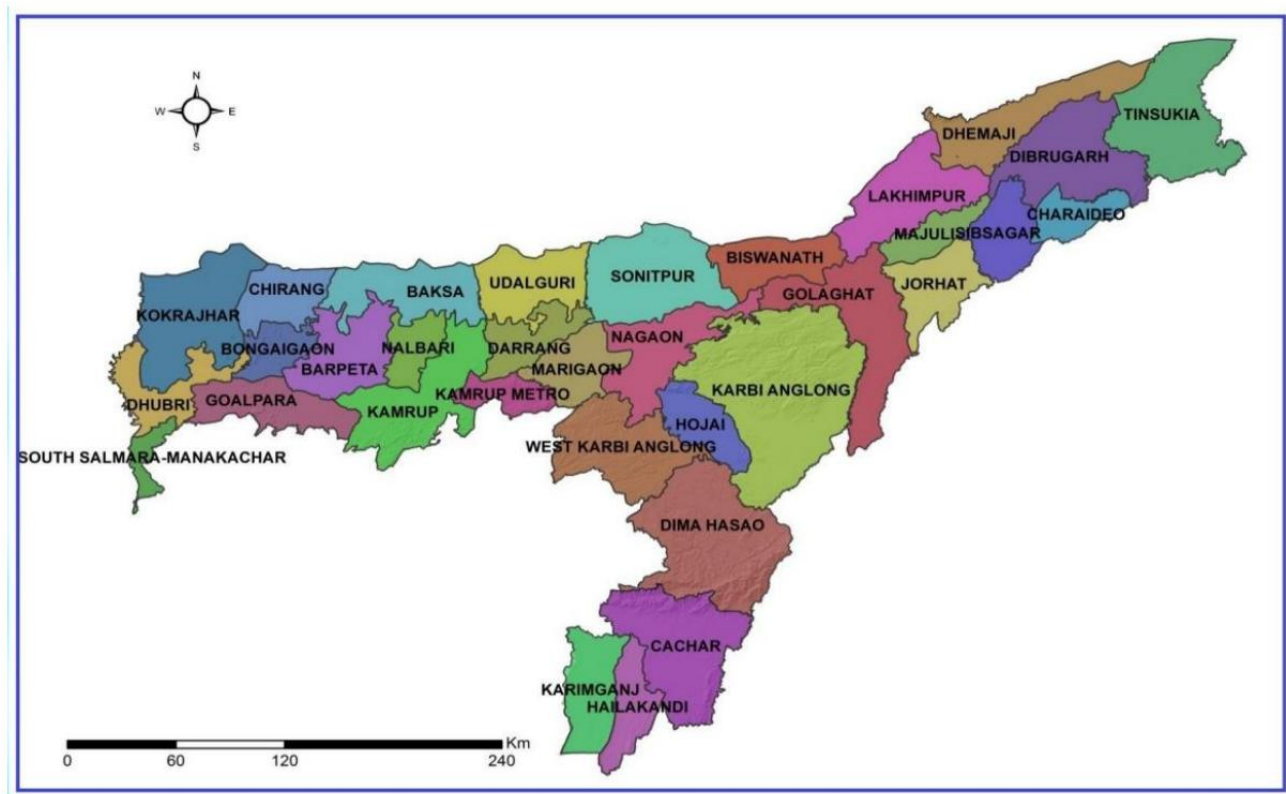 N
W E
S
TINSUKIA
DHEMAJI
DIBRUGARH
LAKHIMPUR
CHARAIDEO
MAJULI
SIBSAGAR
BISWANATH
SONITPUR
UDALGURI
JORHAT
CHIRANG
BAKSA
GOLAGHAT
KOKRAJHAR
NAGAON
BONGAIGAON
NALBARI
DARRANG
BARPETA
MARIGAON
KARBI ANGLONG
KAMRUP METRO
GOALPARA
DHUBRI
KAMRUP
HOJAI
WEST KARBI ANGLONG
SOUTH SALMARA-MANAKACHAR
DIMA HASAO
CACHAR
KARIMGANJ
HAILAKANDI
Km
0 60 120 240